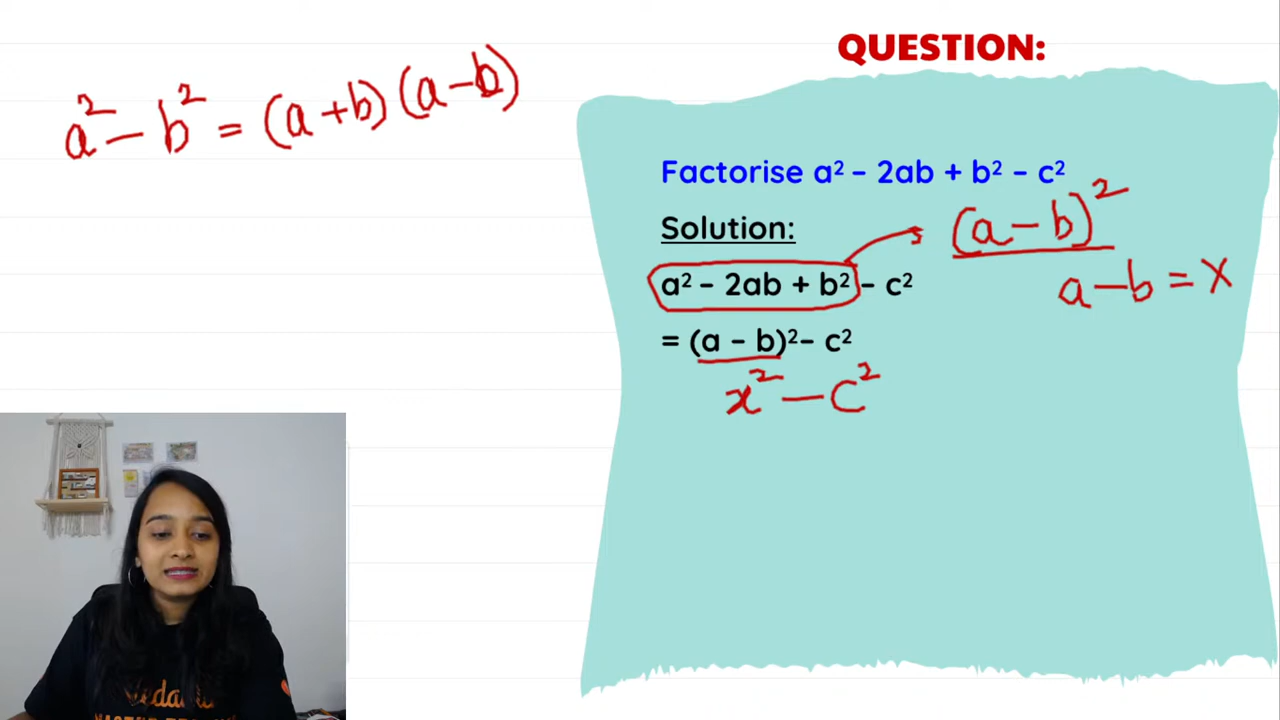 a² - b² = (a+b)(a-b)
QUESTION:
Factorise a² - 2ab + b² - c²
Solution:
(a-b)²
a² - 2ab + b² - c²
a-b = x
= (a - b)² - c²
x² - c²